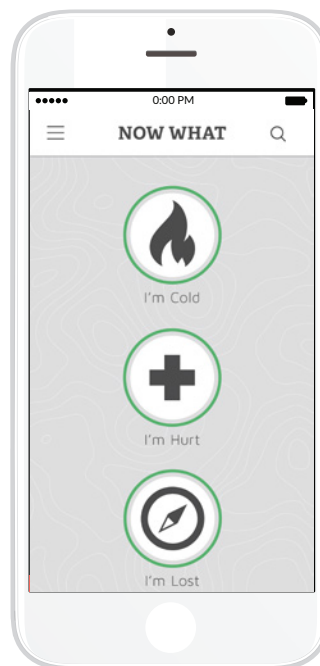 0:00 PM
NOW WHAT
I'm Cold
I'm Hurt
I'm Lost